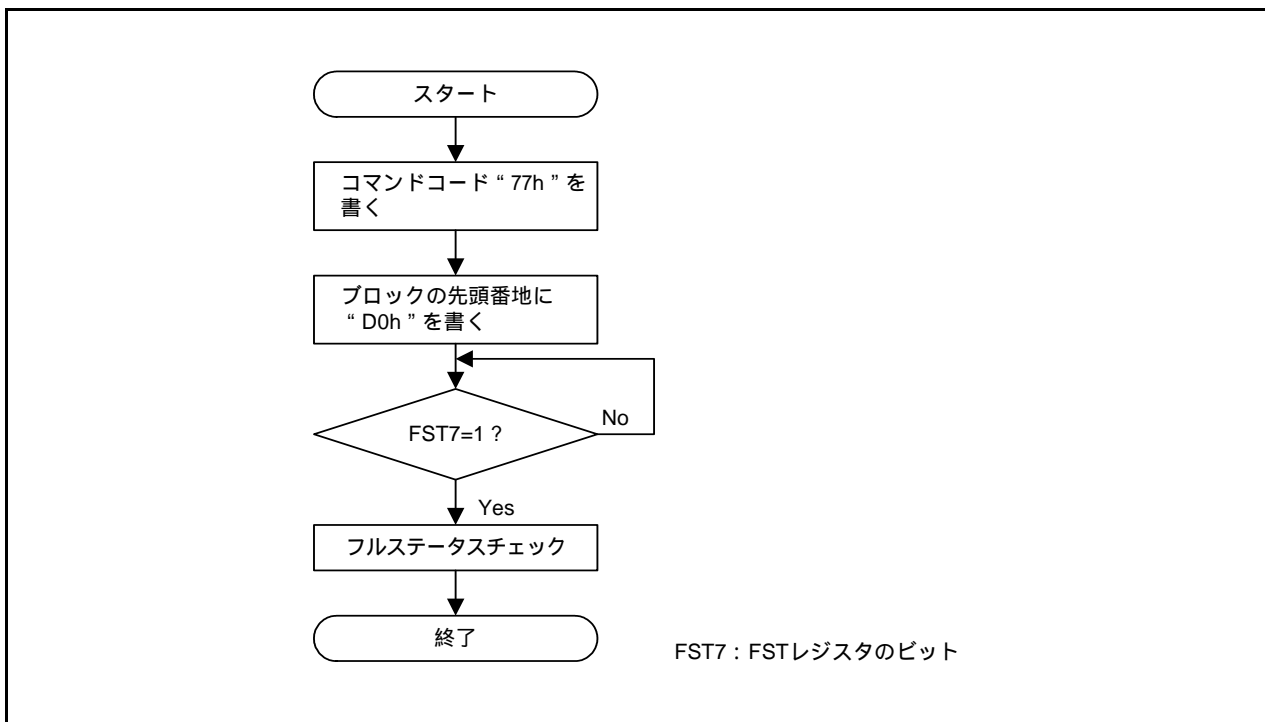 スタート
コマンドコード“77h”を
書く
ブロックの先頭番地に
“D0h”を書く
FST7=1 ?
No
Yes
フルステータスチェック
終了
FST7 : FSTレジスタのビット